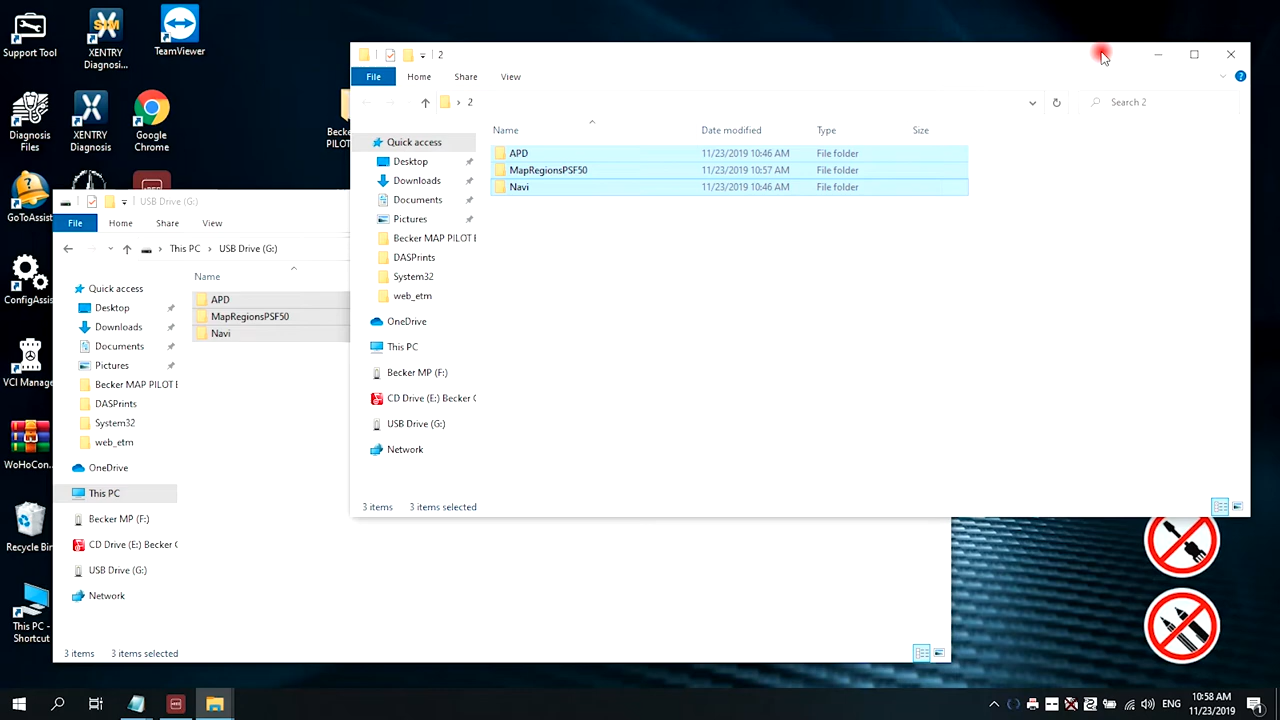 Support Tool
XENTRY
Diagnosi...
TeamViewer
Diagnosis
Files
XENTRY
Diagnosi...
Google
Chrome
Becke
PILOT
GoToAssist
ConfigAssis
VCI Manage
WoHoCon...
Recycle Bin
This PC -
Shortcut
2
File
Home
Share
View
2
Search 2
Name
Date modified
Type
Size
APD
11/23/2019 10:46 AM
File folder
MapRegionsPSF50
11/23/2019 10:57 AM
File folder
Navi
11/23/2019 10:46 AM
File folder
Quick access
Desktop
Downloads
Documents
Pictures
Becker MAP PILOT E
DASPrints
System32
web_etm
OneDrive
This PC
Becker MP (F:)
CD Drive (E:) Becker C
USB Drive (G:)
Network
3 items
3 items selected
USB Drive (G:)
File
Home
Share
View
This PC
USB Drive (G:)
Name
APD
MapRegionsPSF50
Navi
Quick access
Desktop
Downloads
Documents
Pictures
Becker MAP PILOT E
DASPrints
System32
web_etm
OneDrive
This PC
Becker MP (F:)
CD Drive (E:) Becker C
USB Drive (G:)
Network
3 items
3 items selected
ENG
10:58 AM
11/23/2019